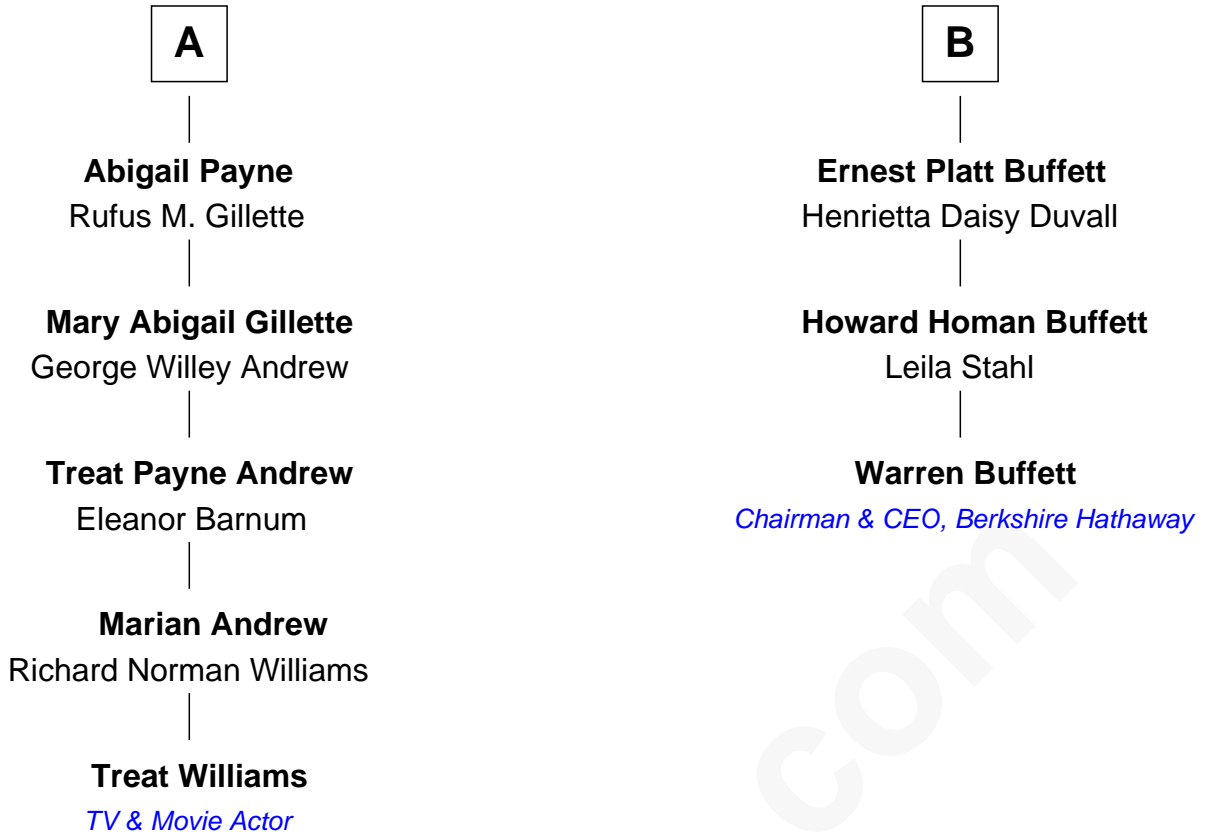 A
Abigail Payne
Rufus M. Gillette
Mary Abigail Gillette
George Willey Andrew
Treat Payne Andrew
Eleanor Barnum
Marian Andrew
Richard Norman Williams
Treat Williams
TV & Movie Actor
B
Ernest Platt Buffett
Henrietta Daisy Duvall
Howard Homan Buffett
Leila Stahl
Warren Buffett
Chairman & CEO, Berkshire Hathaway
com